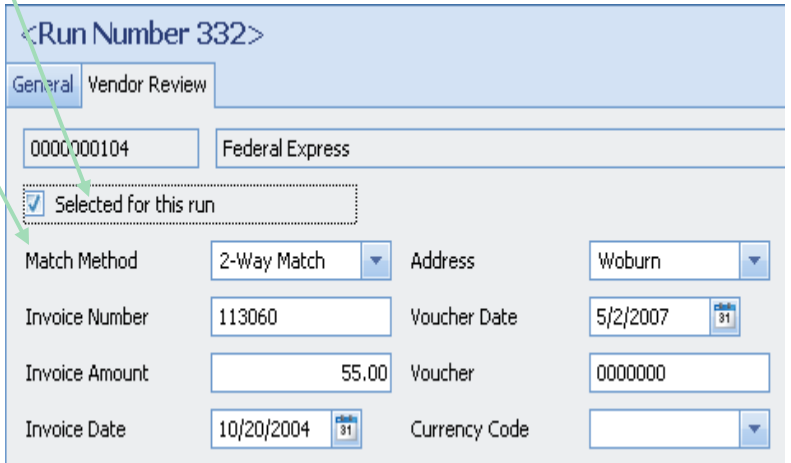 <Run Number 332>
General Vendor Review
0000000104 Federal Express
Selected for this run
Match Method 2-Way Match Address Woburn
Invoice Number 113060 Voucher Date 5/2/2007 31
Invoice Amount 55.00 Voucher 0000000
Invoice Date 10/20/2004 31 Currency Code